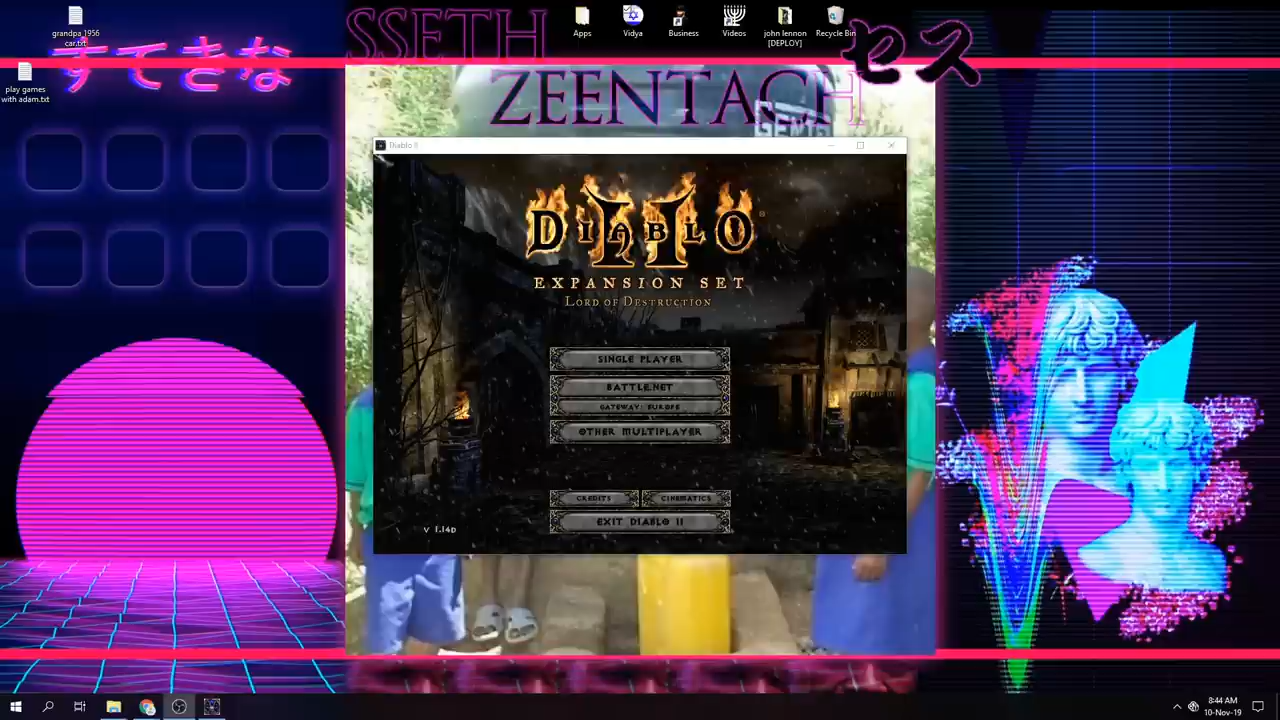 grandpa 1956
car.txt
Apps
Vidya
Business
Videos
john lennon
[DEPLOY]
Recycle Bin
SSETH
すてきな
セス
play games
with adam.txt
ZEENTACH
Diablo II
DIABLO II
EXPANSION SET
LORD OF DESTRUCTION
SINGLE PLAYER
BATTLE.NET
GATEWAY: EUROPE
OTHER MULTIPLAYER
CREDITS
CINEMATICS
EXIT DIABLO II
v 1.14D
8:44 AM
10-Nov-19